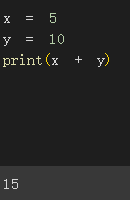 x = 5
y = 10
print(x + y)
15